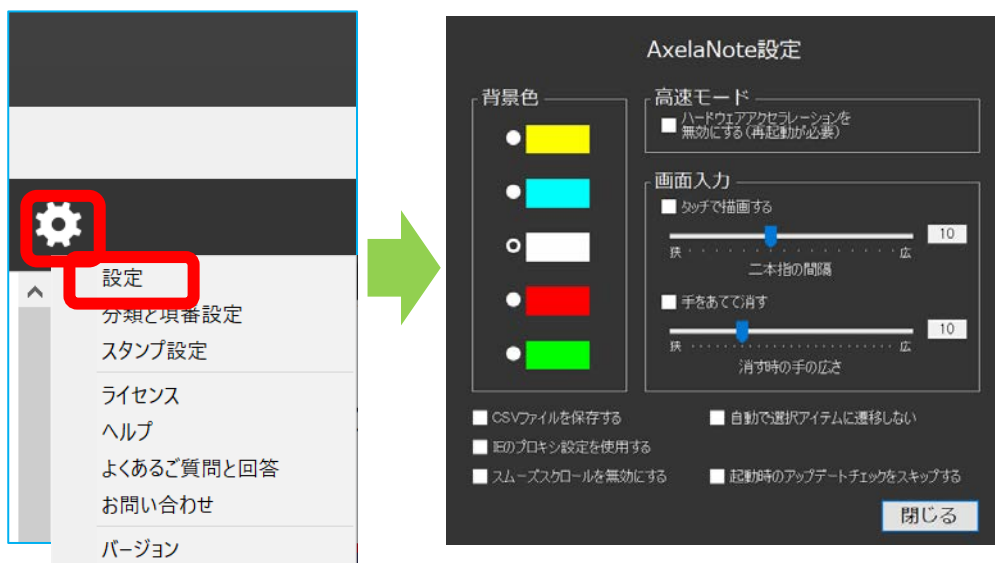 設定
分類と項番設定
スタンプ設定
ライセンス
ヘルプ
よくあるご質問と回答
お問い合わせ
バージョン
AxelaNote設定
背景色
高速モード
ハードウェアアクセラレーションを
無効にする(再起動が必要)
画面入力
タッチで描画する
10
狭 広
二本指の間隔
手をあてて消す
10
狭 広
消す時の手の広さ
CSVファイルを保存する
自動で選択アイテムに遷移しない
IEのプロキシ設定を使用する
スムーズスクロールを無効にする
起動時のアップデートチェックをスキップする
閉じる